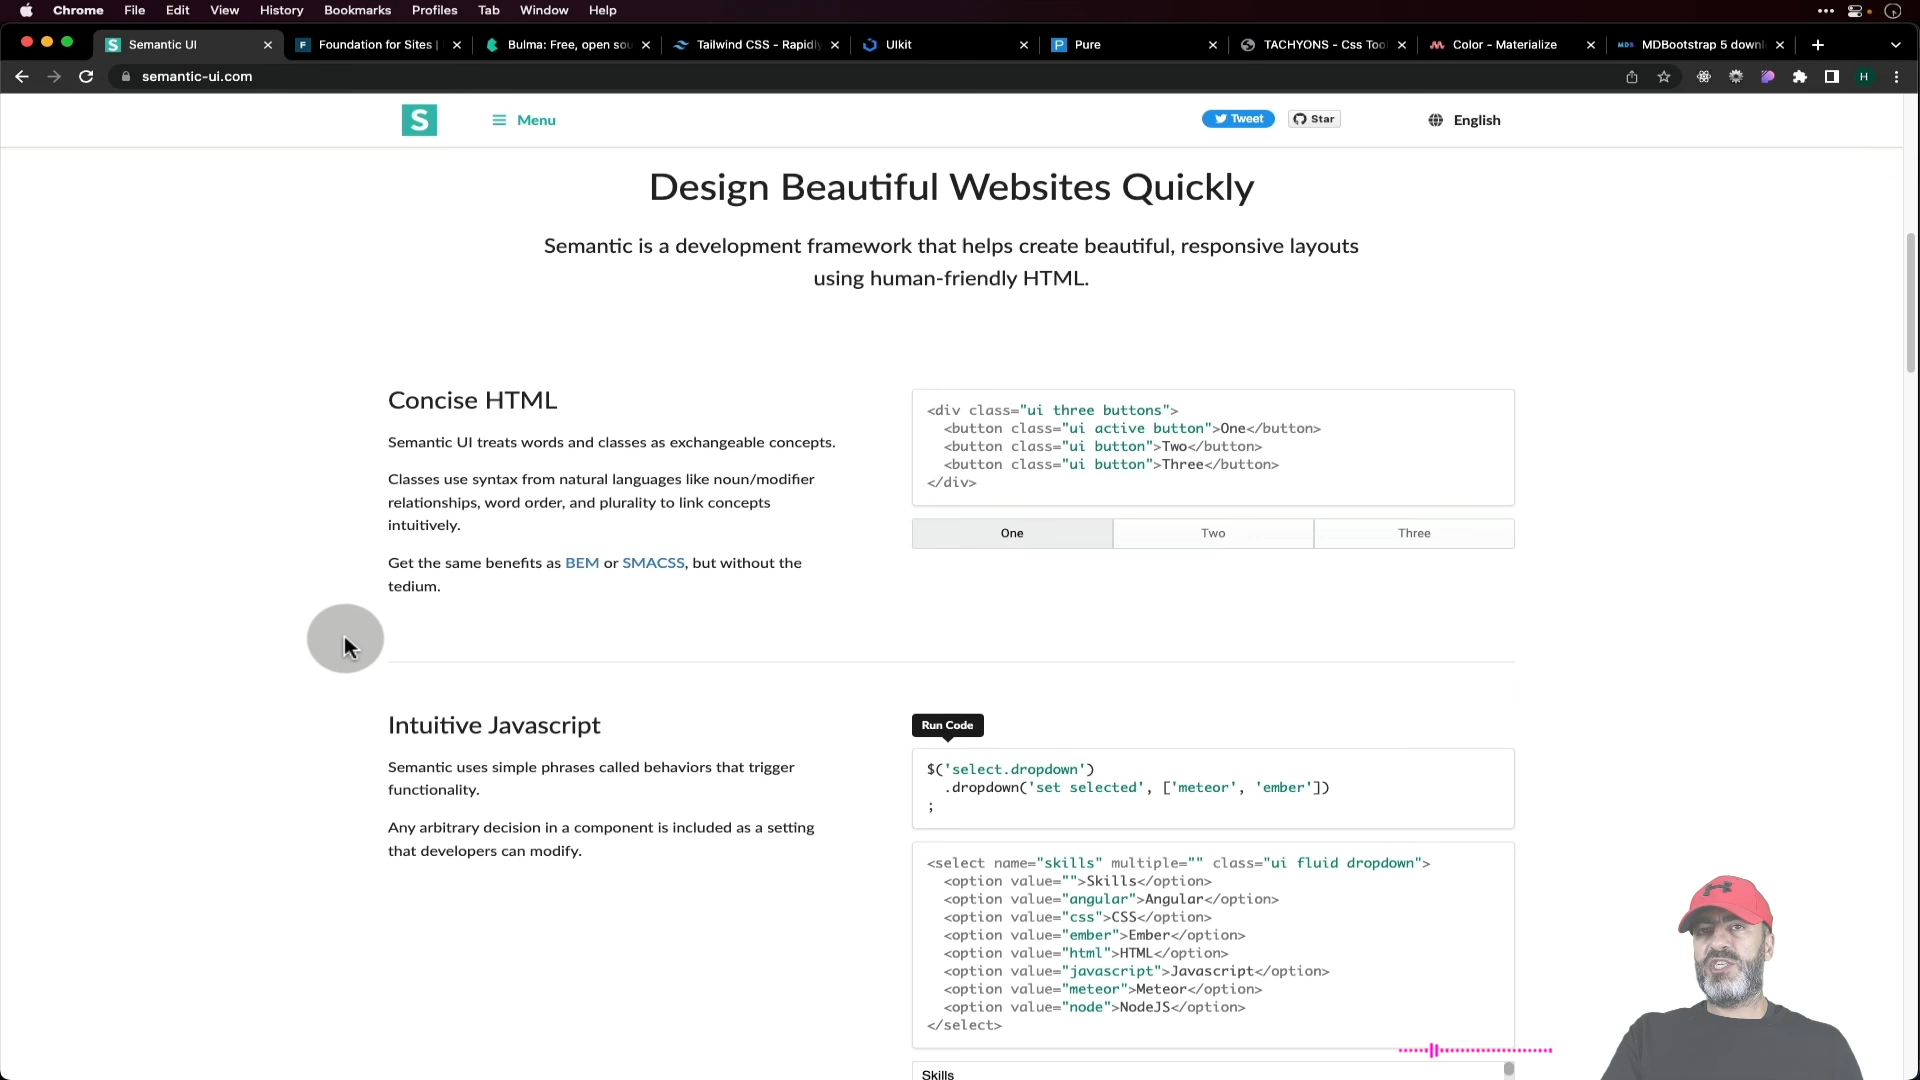 Chrome File Edit View History Bookmarks Profiles Tab Window Help
Semantic UI
Foundation for Sites |
Bulma: Free, open sou
Tailwind CSS - Rapidly
UIkit
Pure
TACHYONS - Css Tool
Color - Materialize
MDBootstrap 5 downl
semantic-ui.com
H
S
Menu
Tweet
Star
English
Design Beautiful Websites Quickly
Semantic is a development framework that helps create beautiful, responsive layouts
using human-friendly HTML.
Concise HTML
Semantic UI treats words and classes as exchangeable concepts.
Classes use syntax from natural languages like noun/modifier
relationships, word order, and plurality to link concepts
intuitively.
Get the same benefits as BEM or SMACSS, but without the
tedium.
<div class="ui three buttons">
  <button class="ui active button">One</button>
  <button class="ui button">Two</button>
  <button class="ui button">Three</button>
</div>
One Two Three
Intuitive Javascript
Semantic uses simple phrases called behaviors that trigger
functionality.
Any arbitrary decision in a component is included as a setting
that developers can modify.
Run Code
$('select.dropdown')
  .dropdown('set selected', ['meteor', 'ember'])
;
<select name="skills" multiple="" class="ui fluid dropdown">
  <option value="">Skills</option>
  <option value="angular">Angular</option>
  <option value="css">CSS</option>
  <option value="ember">Ember</option>
  <option value="html">HTML</option>
  <option value="javascript">Javascript</option>
  <option value="meteor">Meteor</option>
  <option value="node">NodeJS</option>
</select>
Skills